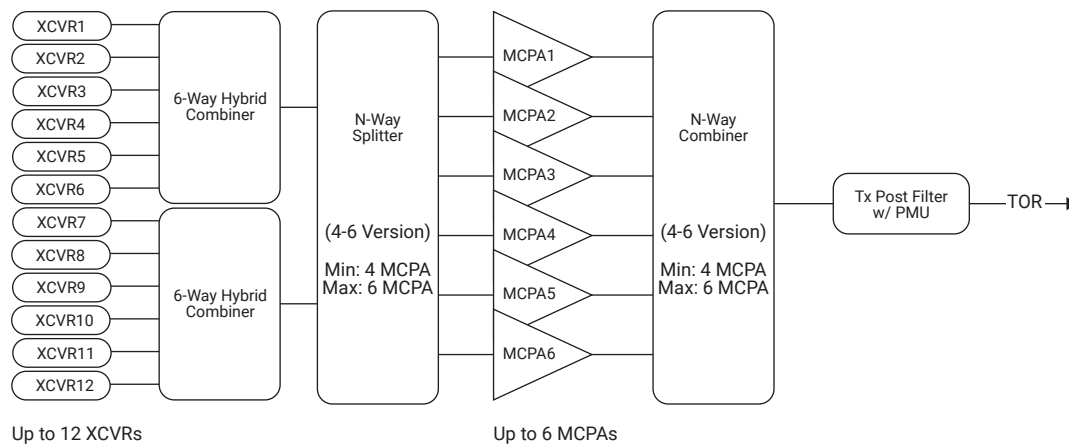 XCVR1
XCVR2
XCVR3
XCVR4
XCVR5
XCVR6
XCVR7
XCVR8
XCVR9
XCVR10
XCVR11
XCVR12
Up to 12 XCVRs
6-Way Hybrid
Combiner
6-Way Hybrid
Combiner
N-Way
Splitter
(4-6 Version)
Min: 4 MCPA
Max: 6 MCPA
MCPA1
MCPA2
MCPA3
MCPA4
MCPA5
MCPA6
Up to 6 MCPAs
N-Way
Combiner
(4-6 Version)
Min: 4 MCPA
Max: 6 MCPA
Tx Post Filter
w/ PMU
TOR